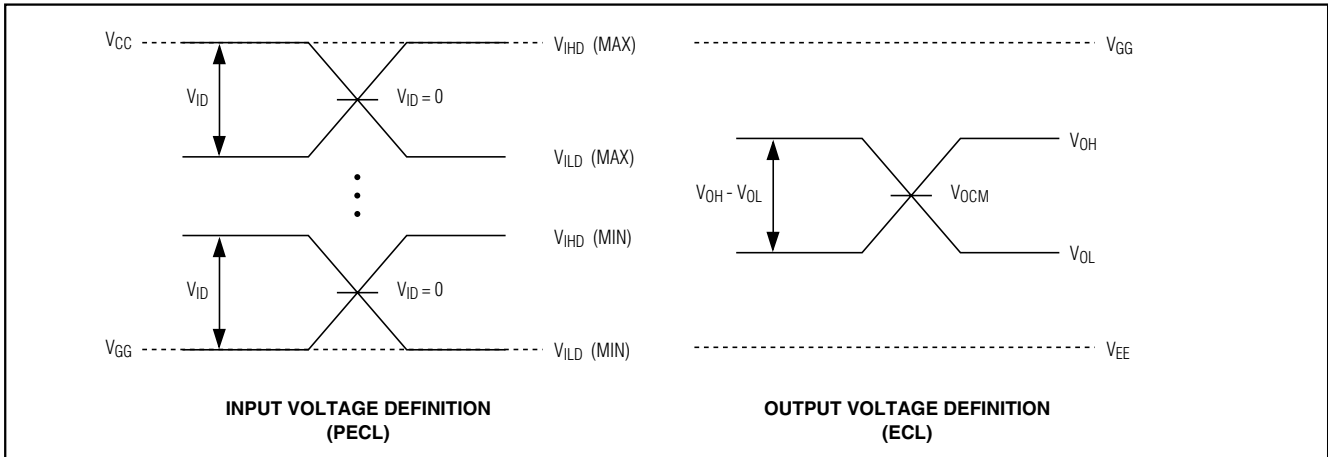 VCC
VIHD (MAX)
VID
VID = 0
VILD (MAX)
VIHD (MIN)
VID
VID = 0
VGG
VILD (MIN)
INPUT VOLTAGE DEFINITION
(PECL)
VGG
VOH
VOH - VOL
VOCM
VOL
VEE
OUTPUT VOLTAGE DEFINITION
(ECL)